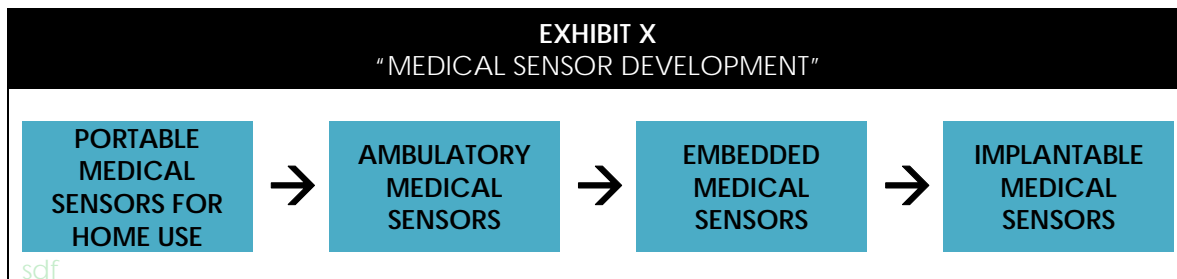 EXHIBIT X
“MEDICAL SENSOR DEVELOPMENT”
PORTABLE
MEDICAL
SENSORS FOR
HOME USE
AMBULATORY
MEDICAL
SENSORS
EMBEDDED
MEDICAL
SENSORS
IMPLANTABLE
MEDICAL
SENSORS
sdf